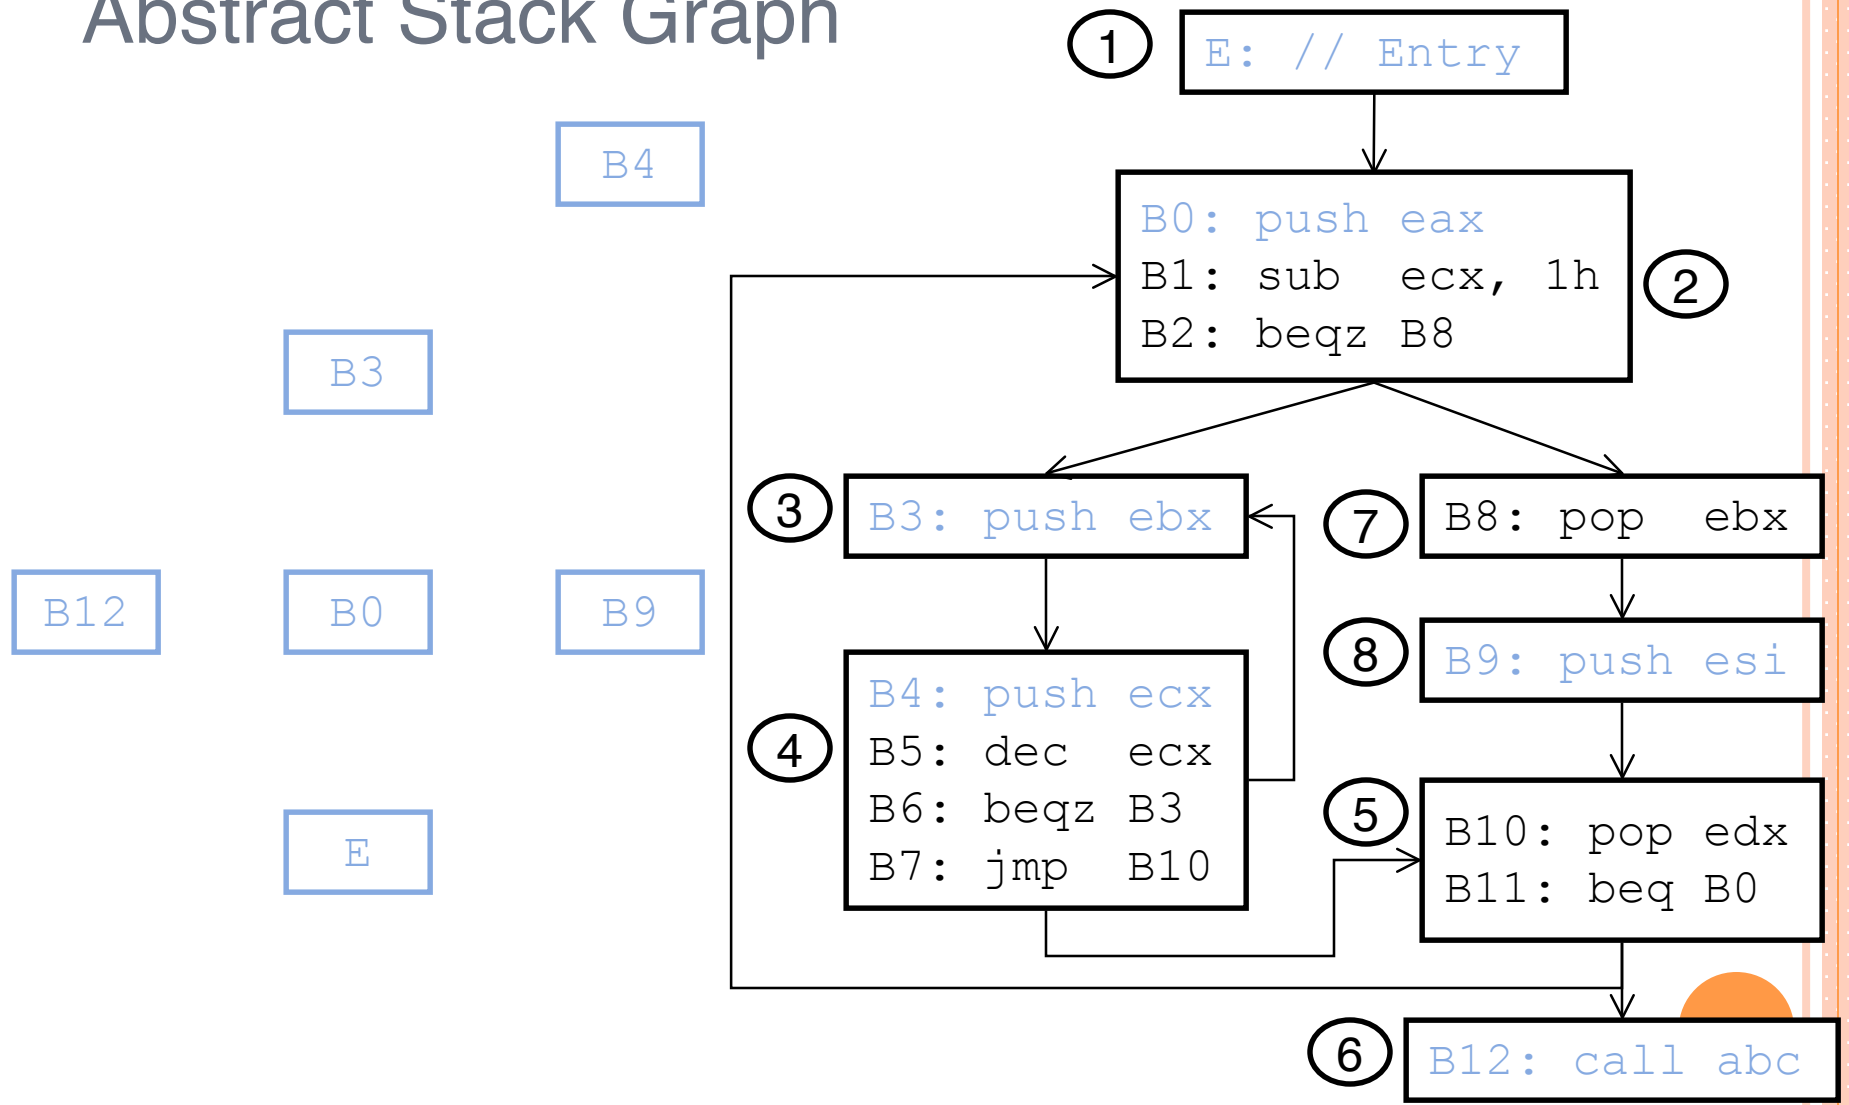 Abstract Stack Graph
1
E: // Entry
B4
B0: push eax
B1: sub ecx, 1h
B2: beqz B8
2
B3
3
B3: push ebx
7
B8: pop ebx
B12
B0
B9
8
B9: push esi
4
B4: push ecx
B5: dec ecx
B6: beqz B3
B7: jmp B10
5
B10: pop edx
B11: beq B0
E
6
B12: call abc